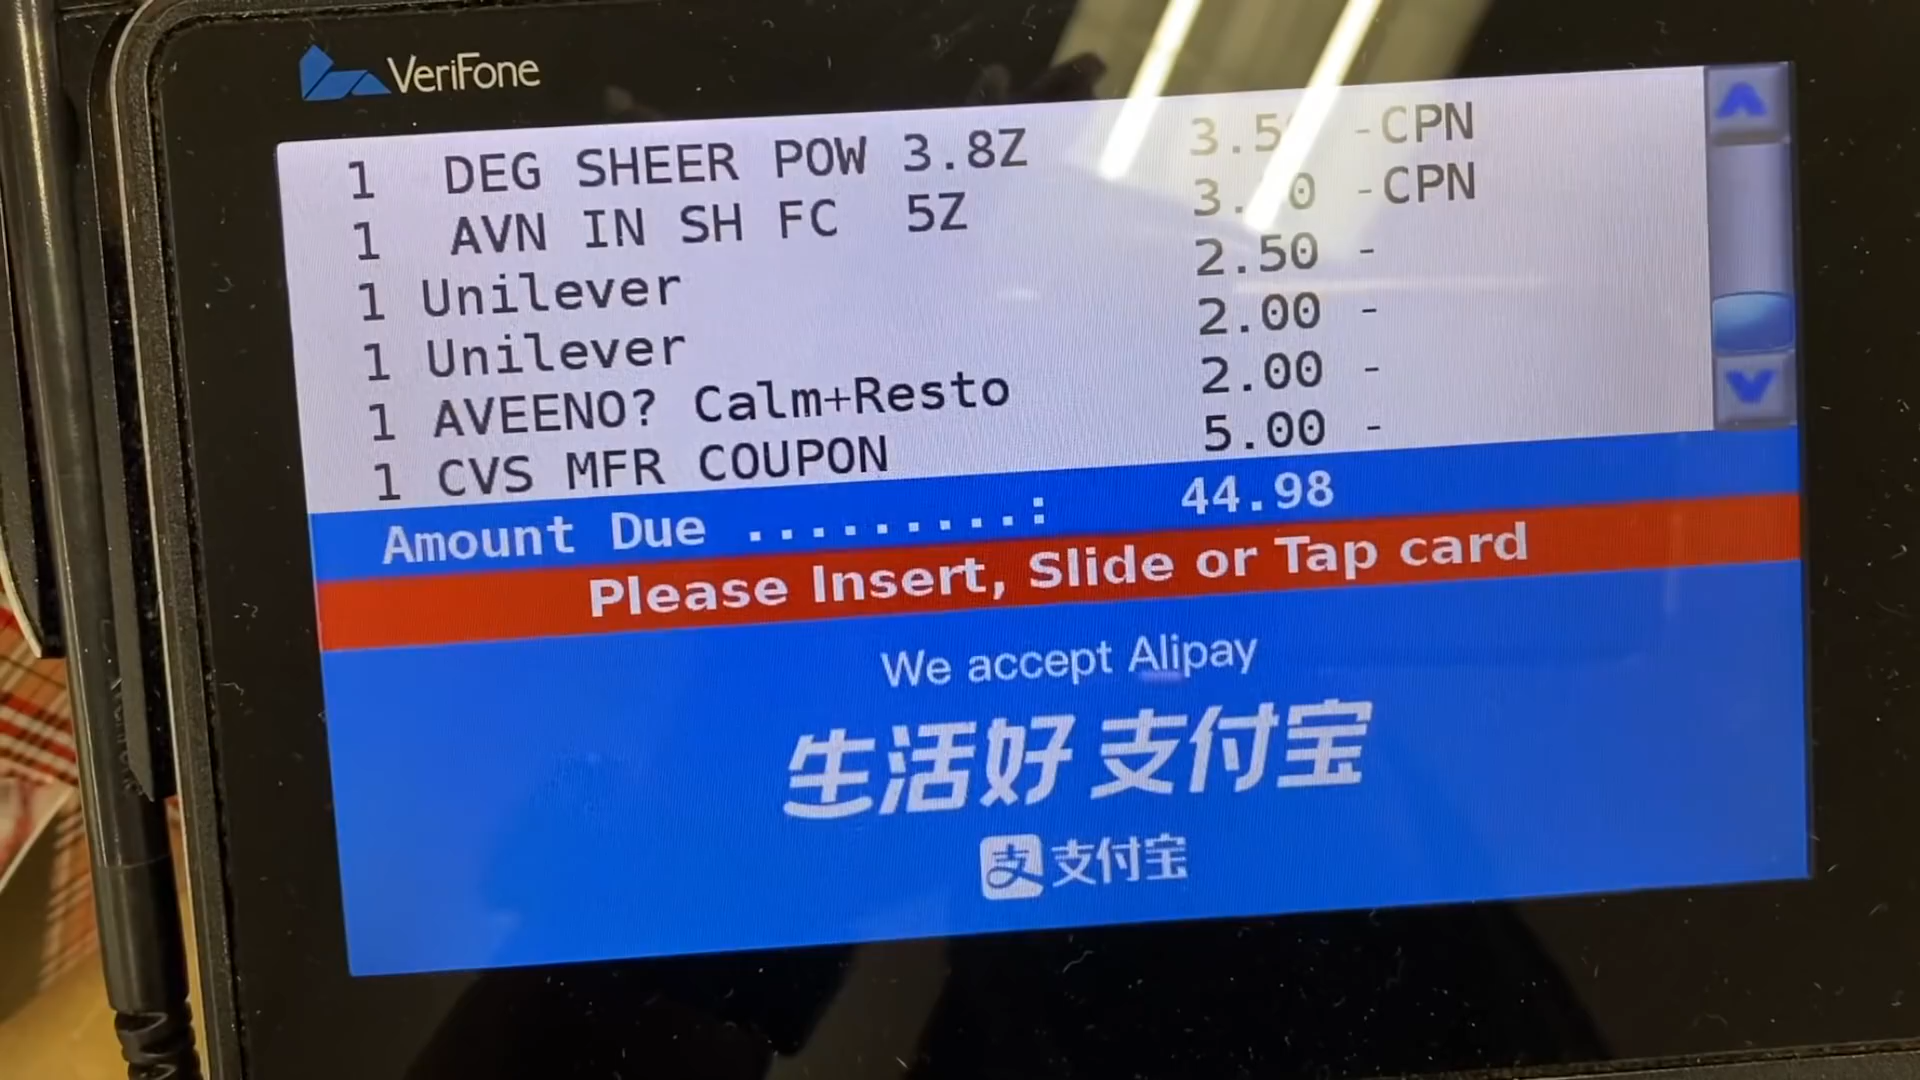 VeriFone
1 DEG SHEER POW 3.8Z -CPN
1 AVN IN SH FC 5Z -CPN
1 Unilever 2.50 -
1 Unilever 2.00 -
1 AVEENO? Calm+Resto 2.00 -
1 CVS MFR COUPON 5.00 -
Amount Due .........: 44.98
Please Insert, Slide or Tap card
We accept Alipay
生活好 支付宝
支 支付宝